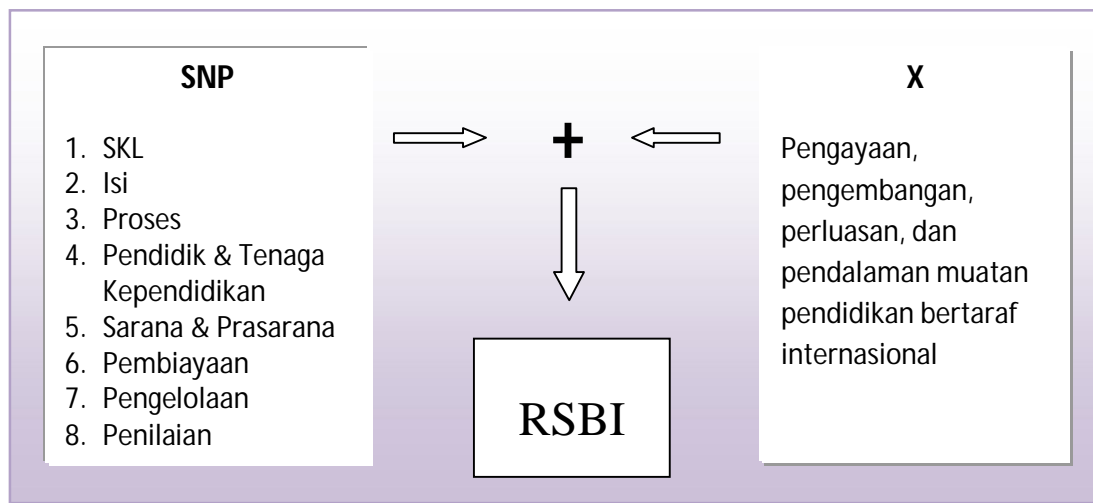 SNP
1. SKL
2. Isi
3. Proses
4. Pendidik & Tenaga
Kependidikan
5. Sarana & Prasarana
6. Pembiayaan
7. Pengelolaan
8. Penilaian
+
RSBI
X
Pengayaan,
pengembangan,
perluasan, dan
pendalaman muatan
pendidikan bertaraf
internasional